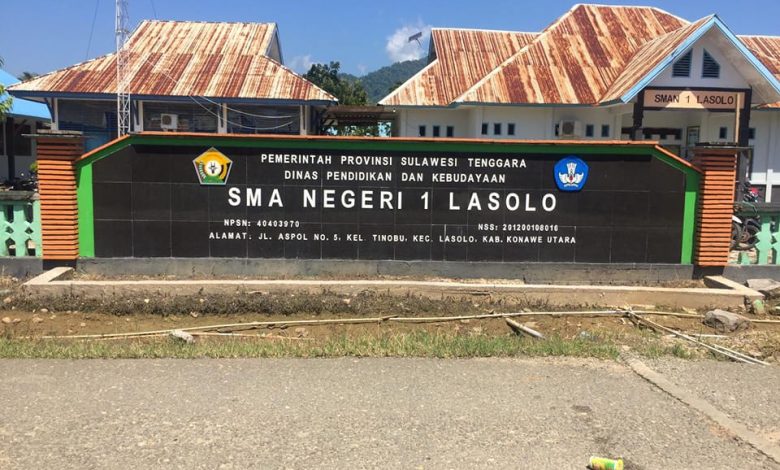 SMAN 1 LASOLO
PEMERINTAH PROVINSI SULAWESI TENGGARA
DINAS PENDIDIKAN DAN KEBUDAYAAN
SMA NEGERI 1 LASOLO
NPSN: 40403970 NSS: 201200108016
ALAMAT: JL. ASPOL NO. 5, KEL. TINOBU, KEC. LASOLO, KAB. KONAWE UTARA